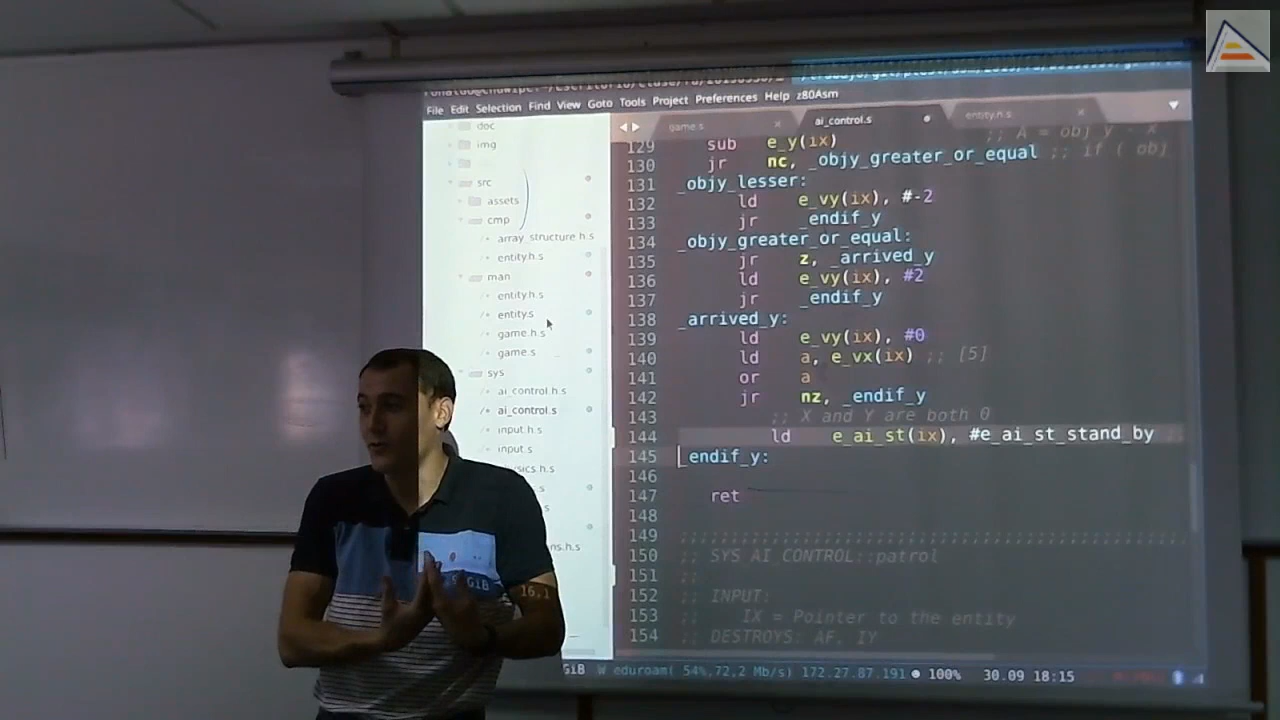 File Edit Selection Find View Goto Tools Project Preferences Help z80Asm
doc
img
src
assets
cmp
array_structure.h.s
entity.h.s
man
entity.h.s
entity.s
game.h.s
game.s
sys
ai_control.h.s
ai_control.s
input.h.s
input.s
game.s × ai_control.s entity.h.s ×
129 sub e_y(ix) ;; A = obj_y - x
130 jr nc, _objy_greater_or_equal ;; if ( obj
131 _objy_lesser:
132 ld e_vy(ix), #-2
133 jr _endif_y
134 _objy_greater_or_equal:
135 jr z, _arrived_y
136 ld e_vy(ix), #2
137 jr _endif_y
138 _arrived_y:
139 ld e_vy(ix), #0
140 ld a, e_vx(ix) ;; [5]
141 or a
142 jr nz, _endif_y
143 ;; X and Y are both 0
144 ld e_ai_st(ix), #e_ai_st_stand_by ;
145 _endif_y:
146
147 ret
148
149 ;;;;;;;;;;;;;;;;;;;;;;;;;;;;;;;;;;;;;;;;;;;;;;
150 ;; SYS_AI_CONTROL::patrol
151 ;;
152 ;; INPUT:
153 ;; IX = Pointer to the entity
154 ;; DESTROYS: AF, IY
GiB W eduroam( 54%,72,2 Mb/s) 172.27.87.191 100% 30.09 18:15
GiB
16,1